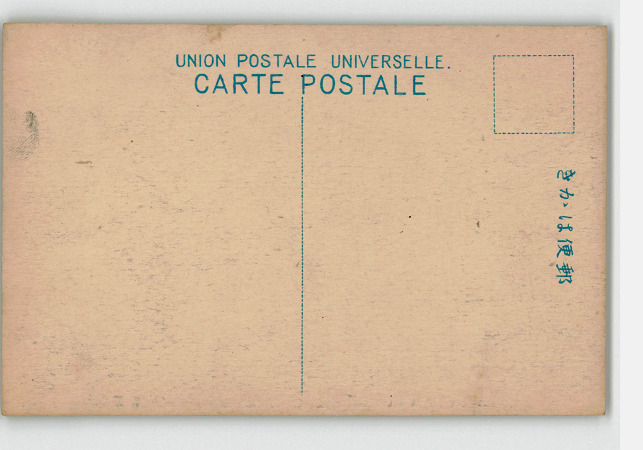 UNION POSTALE UNIVERSELLE.
CARTE POSTALE
きかは便郵